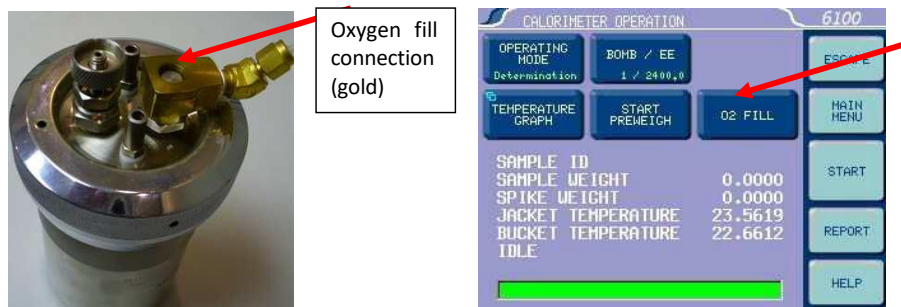 Oxygen fill
connection
(gold)
CALORIMETER OPERATION
6100
OPERATING
MODE
Determination
BOMB / EE
1 / 2400.0
ESCAPE
TEMPERATURE
GRAPH
START
PREWEIGH
O2 FILL
MAIN
MENU
SAMPLE ID
SAMPLE WEIGHT 0.0000
SPIKE WEIGHT 0.0000
JACKET TEMPERATURE 23.5619
BUCKET TEMPERATURE 22.6612
IDLE
START
REPORT
HELP